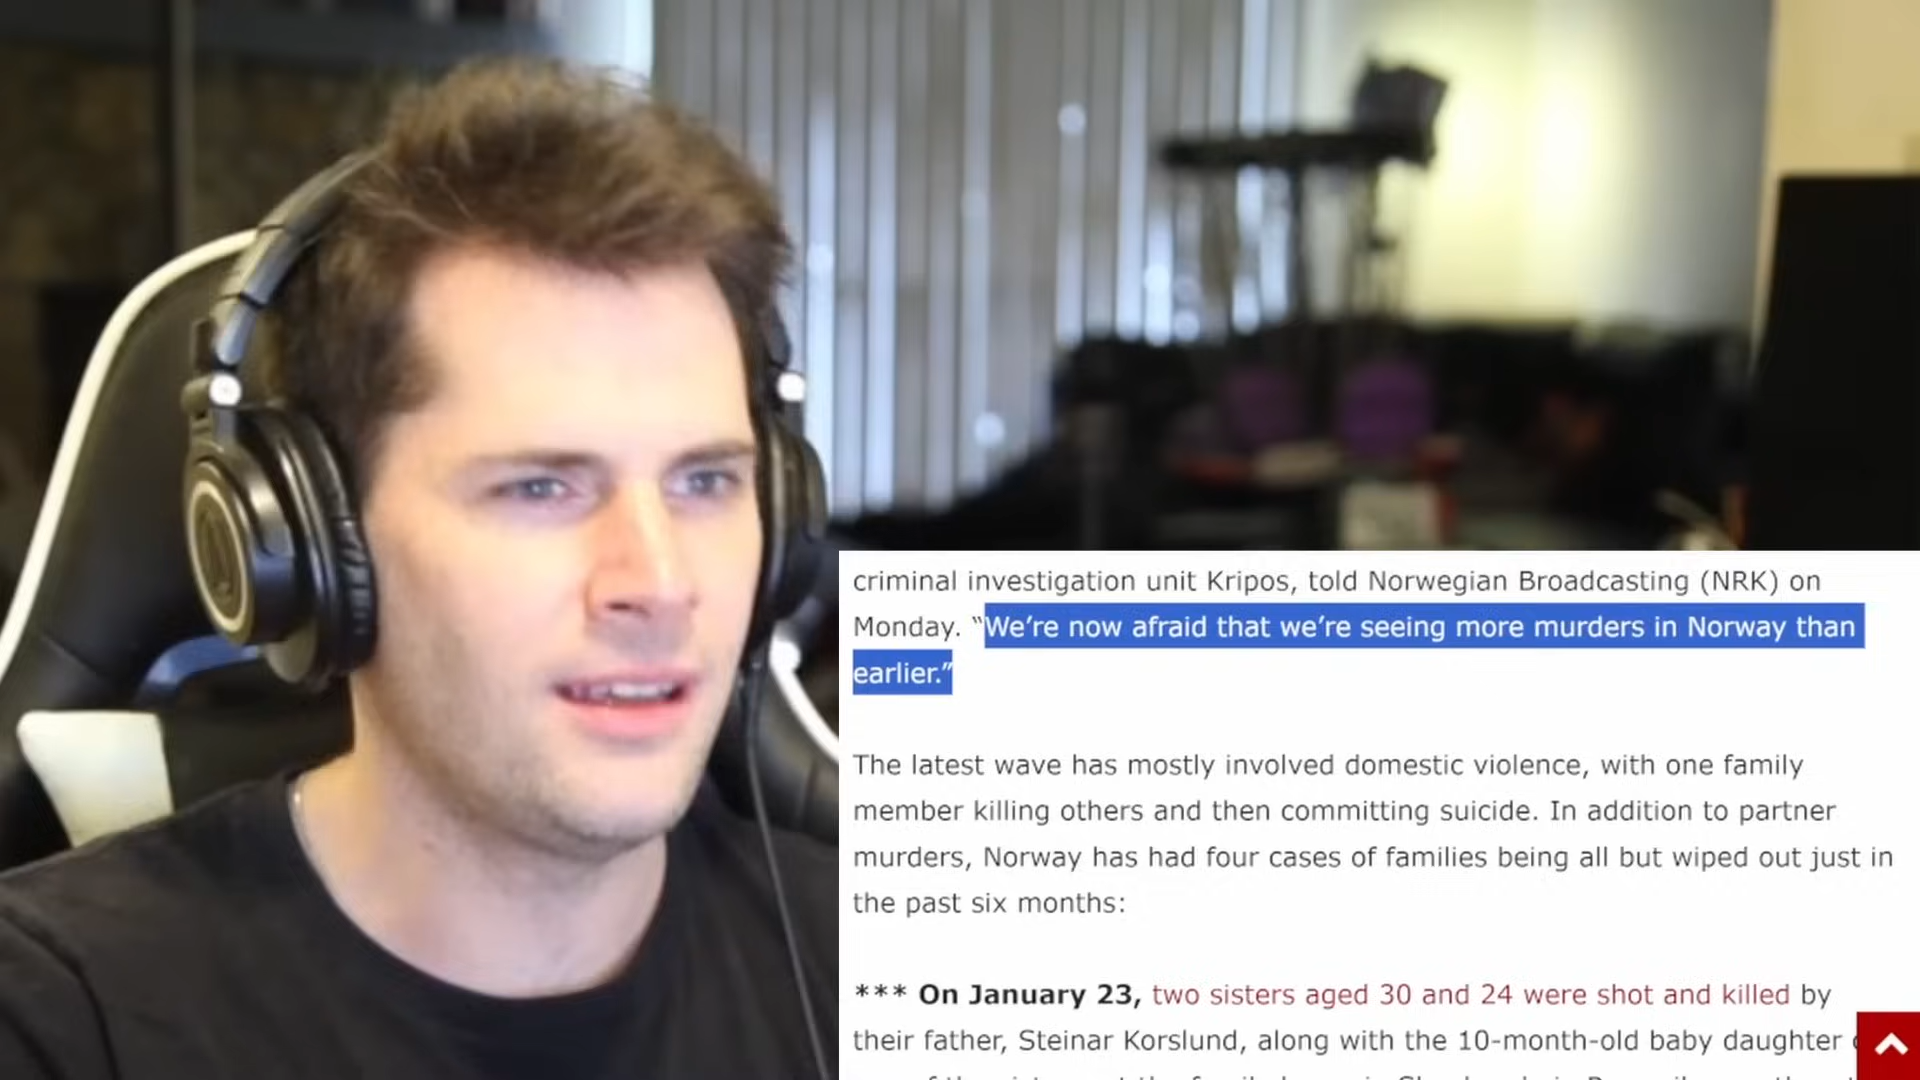 criminal investigation unit Kripos, told Norwegian Broadcasting (NRK) on
Monday. “We’re now afraid that we’re seeing more murders in Norway than
earlier.”
The latest wave has mostly involved domestic violence, with one family
member killing others and then committing suicide. In addition to partner
murders, Norway has had four cases of families being all but wiped out just in
the past six months:
*** On January 23, two sisters aged 30 and 24 were shot and killed by
their father, Steinar Korslund, along with the 10-month-old baby daughter